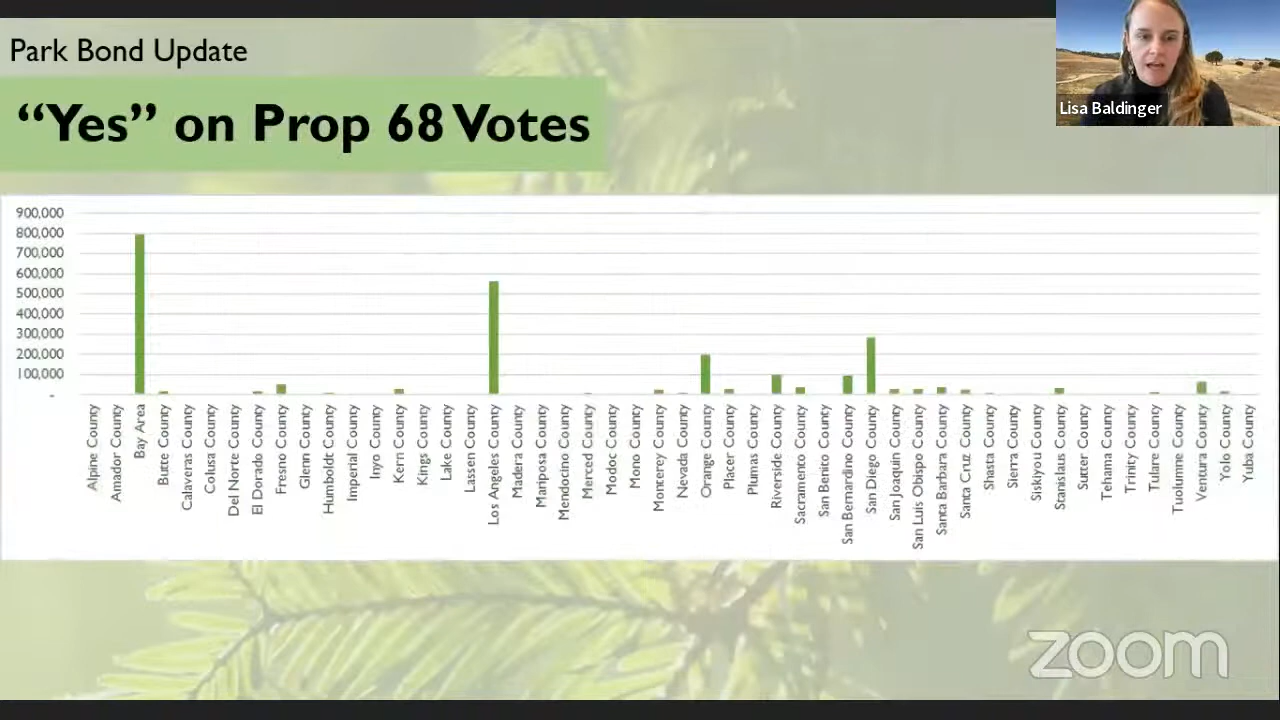 Park Bond Update
“Yes” on Prop 68 Votes
Lisa Baldinger
900,000
800,000
700,000
600,000
500,000
400,000
300,000
200,000
100,000
-
Alpine County
Amador County
Bay Area
Butte County
Calaveras County
Colusa County
Del Norte County
El Dorado County
Fresno County
Glenn County
Humboldt County
Imperial County
Inyo County
Kern County
Kings County
Lake County
Lassen County
Los Angeles County
Madera County
Mariposa County
Mendocino County
Merced County
Modoc County
Mono County
Monterey County
Nevada County
Orange County
Placer County
Plumas County
Riverside County
Sacramento County
San Benito County
San Bernardino County
San Diego County
San Joaquin County
San Luis Obispo County
Santa Barbara County
Santa Cruz County
Shasta County
Sierra County
Siskiyou County
Stanislaus County
Sutter County
Tehama County
Trinity County
Tulare County
Tuolumne County
Ventura County
Yolo County
Yuba County
zoom